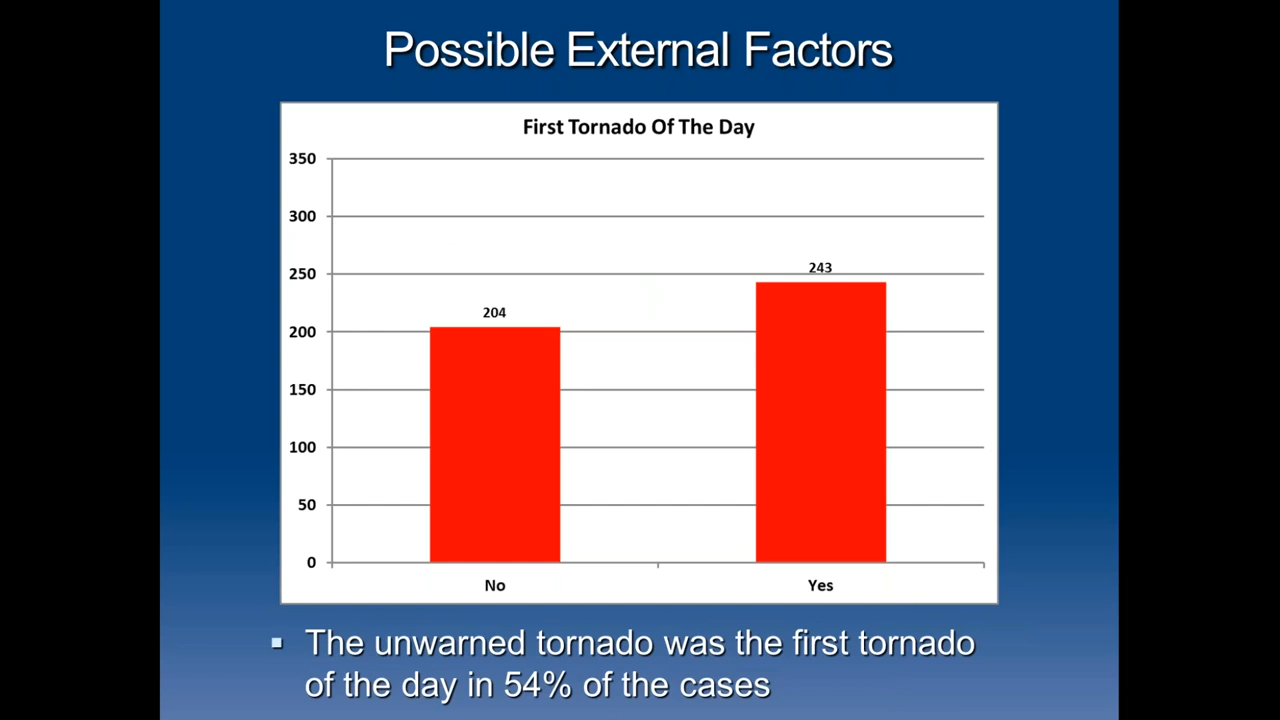 Possible External Factors
First Tornado Of The Day
350
300
250
200
150
100
50
0
204
243
No
Yes
▪ The unwarned tornado was the first tornado
of the day in 54% of the cases